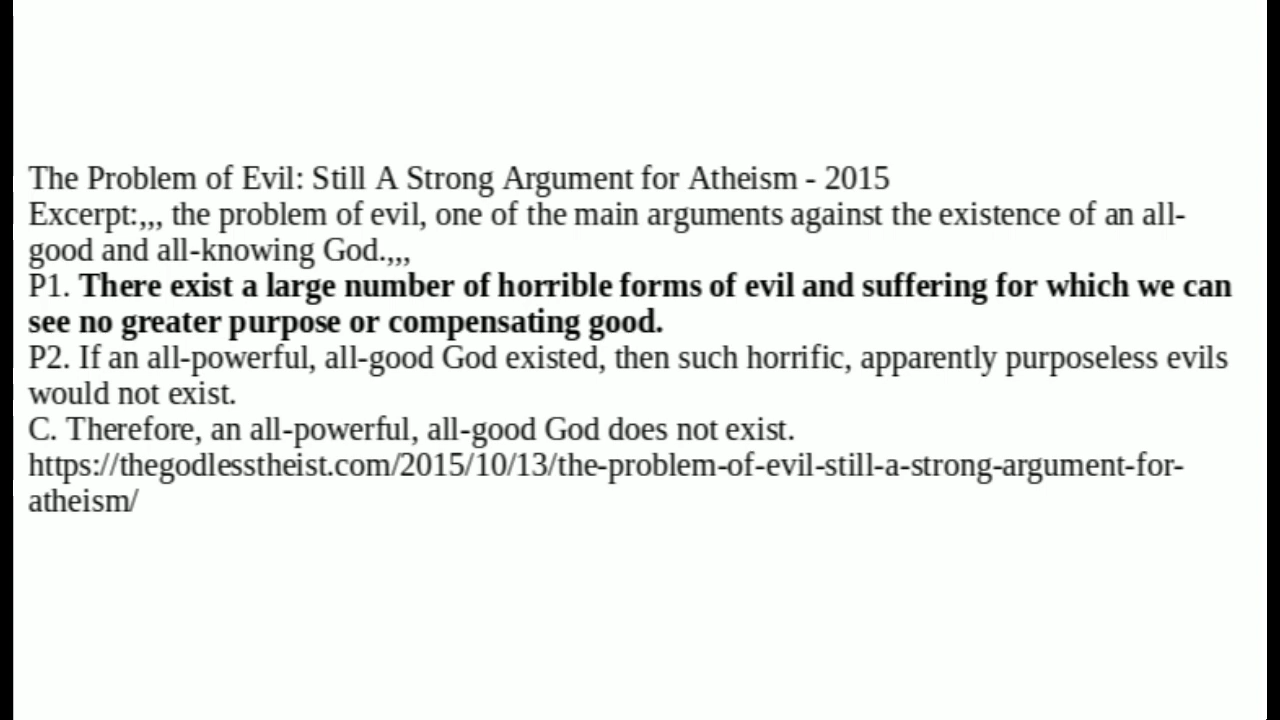 The Problem of Evil: Still A Strong Argument for Atheism - 2015
Excerpt:,,, the problem of evil, one of the main arguments against the existence of an all-
good and all-knowing God.,,,
P1. There exist a large number of horrible forms of evil and suffering for which we can
see no greater purpose or compensating good.
P2. If an all-powerful, all-good God existed, then such horrific, apparently purposeless evils
would not exist.
C. Therefore, an all-powerful, all-good God does not exist.
https://thegodlesstheist.com/2015/10/13/the-problem-of-evil-still-a-strong-argument-for-
atheism/